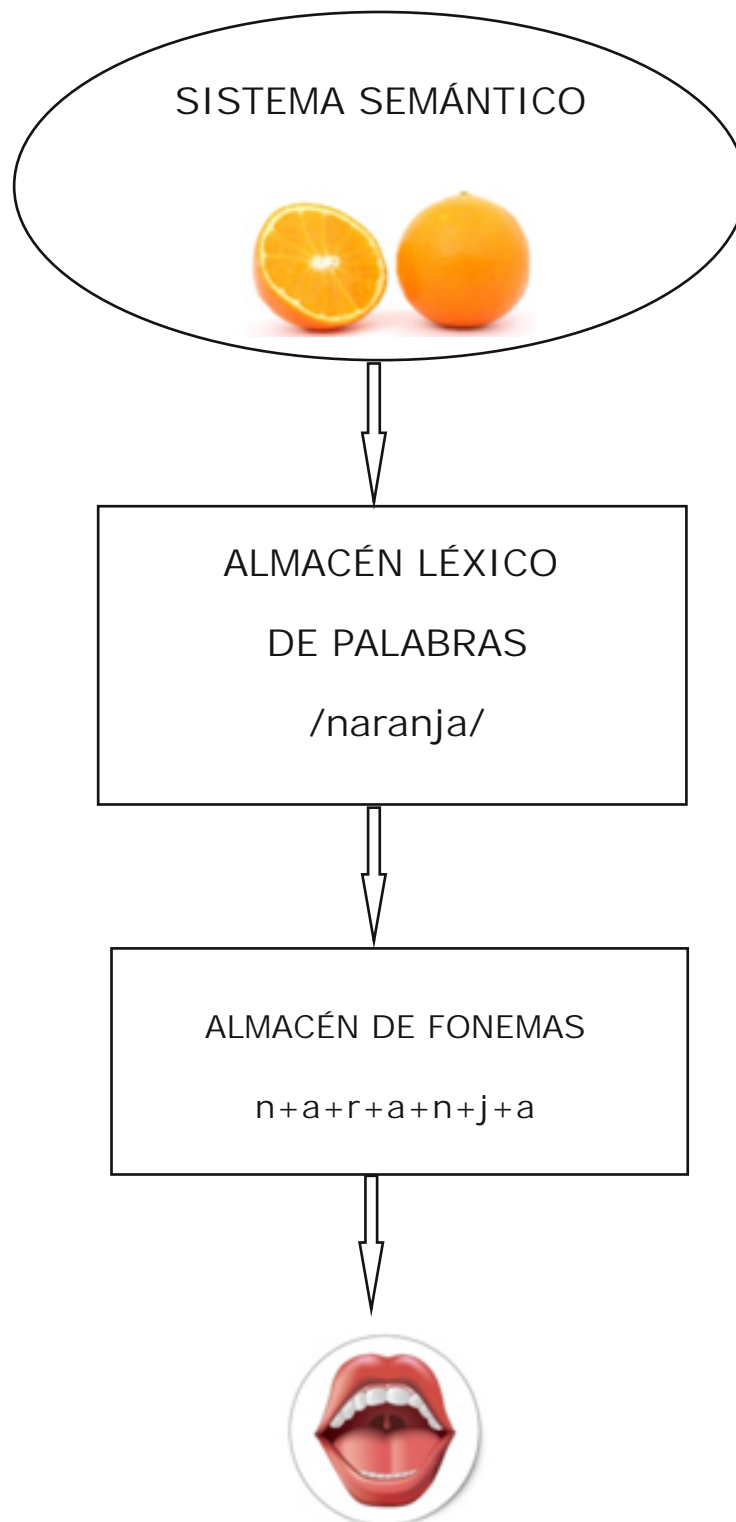 SISTEMA SEMÁNTICO
ALMACÉN LÉXICO
DE PALABRAS
/naranja/
ALMACÉN DE FONEMAS
n+a+r+a+n+j+a